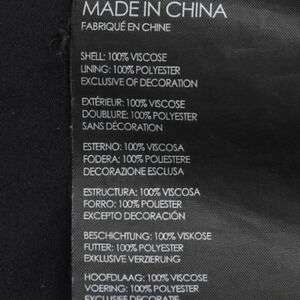 MADE IN CHINA
FABRIQUÉ EN CHINE
SHELL: 100% VISCOSE
LINING: 100% POLYESTER
EXCLUSIVE OF DECORATION
EXTÉRIEUR: 100% VISCOSE
DOUBLURE: 100% POLYESTER
SANS DÉCORATION
ESTERNO: 100% VISCOSA
FODERA: 100% POLIESTERE
DECORAZIONE ESCLUSA
ESTRUCTURA: 100% VISCOSA
FORRO: 100% POLIESTER
EXCEPTO DECORACIÓN
BESCHICHTUNG: 100% VISKOSE
FUTTER: 100% POLYESTER
EXKLUSIVE VERZIERUNG
HOOFDLAAG: 100% VISCOSE
VOERING: 100% POLYESTER
EXCLUSIEF DECORATIE